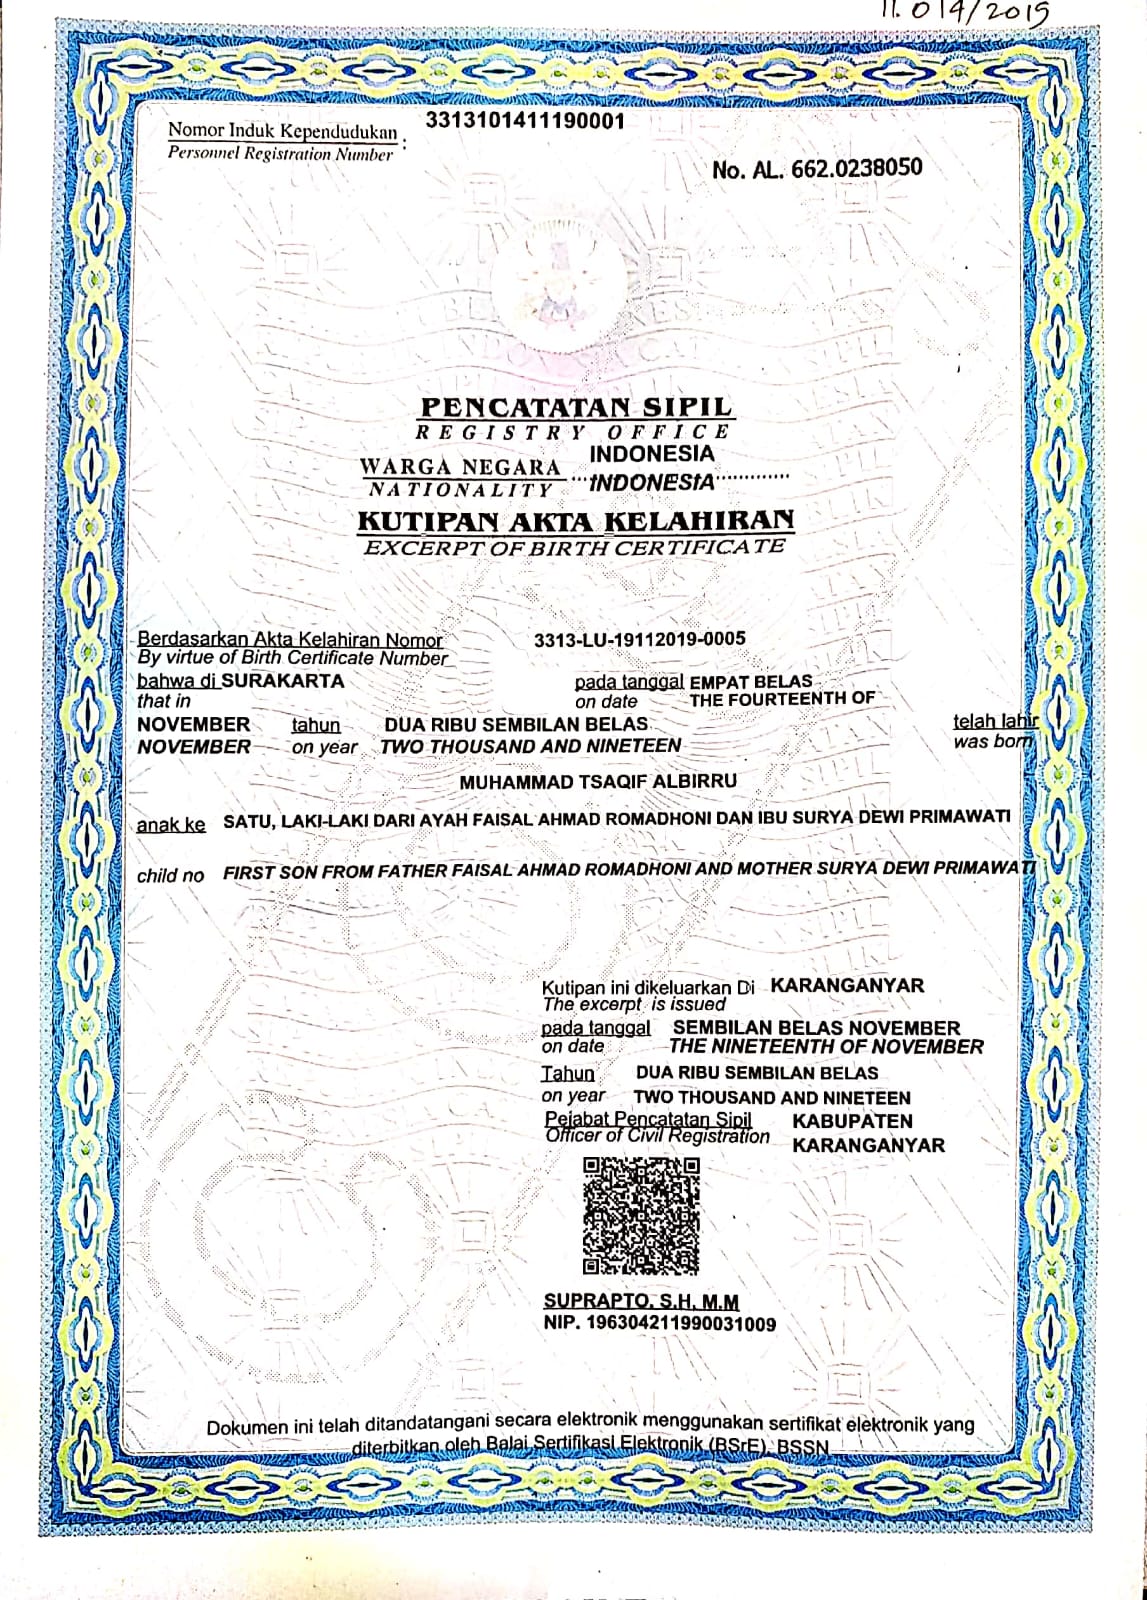 11.014/2019
Nomor Induk Kependudukan : 3313101411190001
Personnel Registration Number
No. AL. 662.0238050
PENCATATAN SIPIL
REGISTRY OFFICE
WARGA NEGARA INDONESIA
NATIONALITY INDONESIA
KUTIPAN AKTA KELAHIRAN
EXCERPT OF BIRTH CERTIFICATE
Berdasarkan Akta Kelahiran Nomor 3313-LU-19112019-0005
By virtue of Birth Certificate Number
bahwa di SURAKARTA pada tanggal EMPAT BELAS
that in on date THE FOURTEENTH OF
NOVEMBER tahun DUA RIBU SEMBILAN BELAS telah lahir
NOVEMBER on year TWO THOUSAND AND NINETEEN was born
MUHAMMAD TSAQIF ALBIRRU
anak ke SATU, LAKI-LAKI DARI AYAH FAISAL AHMAD ROMADHONI DAN IBU SURYA DEWI PRIMAWATI
child no FIRST SON FROM FATHER FAISAL AHMAD ROMADHONI AND MOTHER SURYA DEWI PRIMAWATI
Kutipan ini dikeluarkan Di KARANGANYAR
The excerpt is issued
pada tanggal SEMBILAN BELAS NOVEMBER
on date THE NINETEENTH OF NOVEMBER
Tahun DUA RIBU SEMBILAN BELAS
on year TWO THOUSAND AND NINETEEN
Pejabat Pencatatan Sipil KABUPATEN
Officer of Civil Registration KARANGANYAR
SUPRAPTO, S.H, M.M
NIP. 196304211990031009
Dokumen ini telah ditandatangani secara elektronik menggunakan sertifikat elektronik yang
diterbitkan oleh Balai Sertifikasi Elektronik (BSrE), BSSN